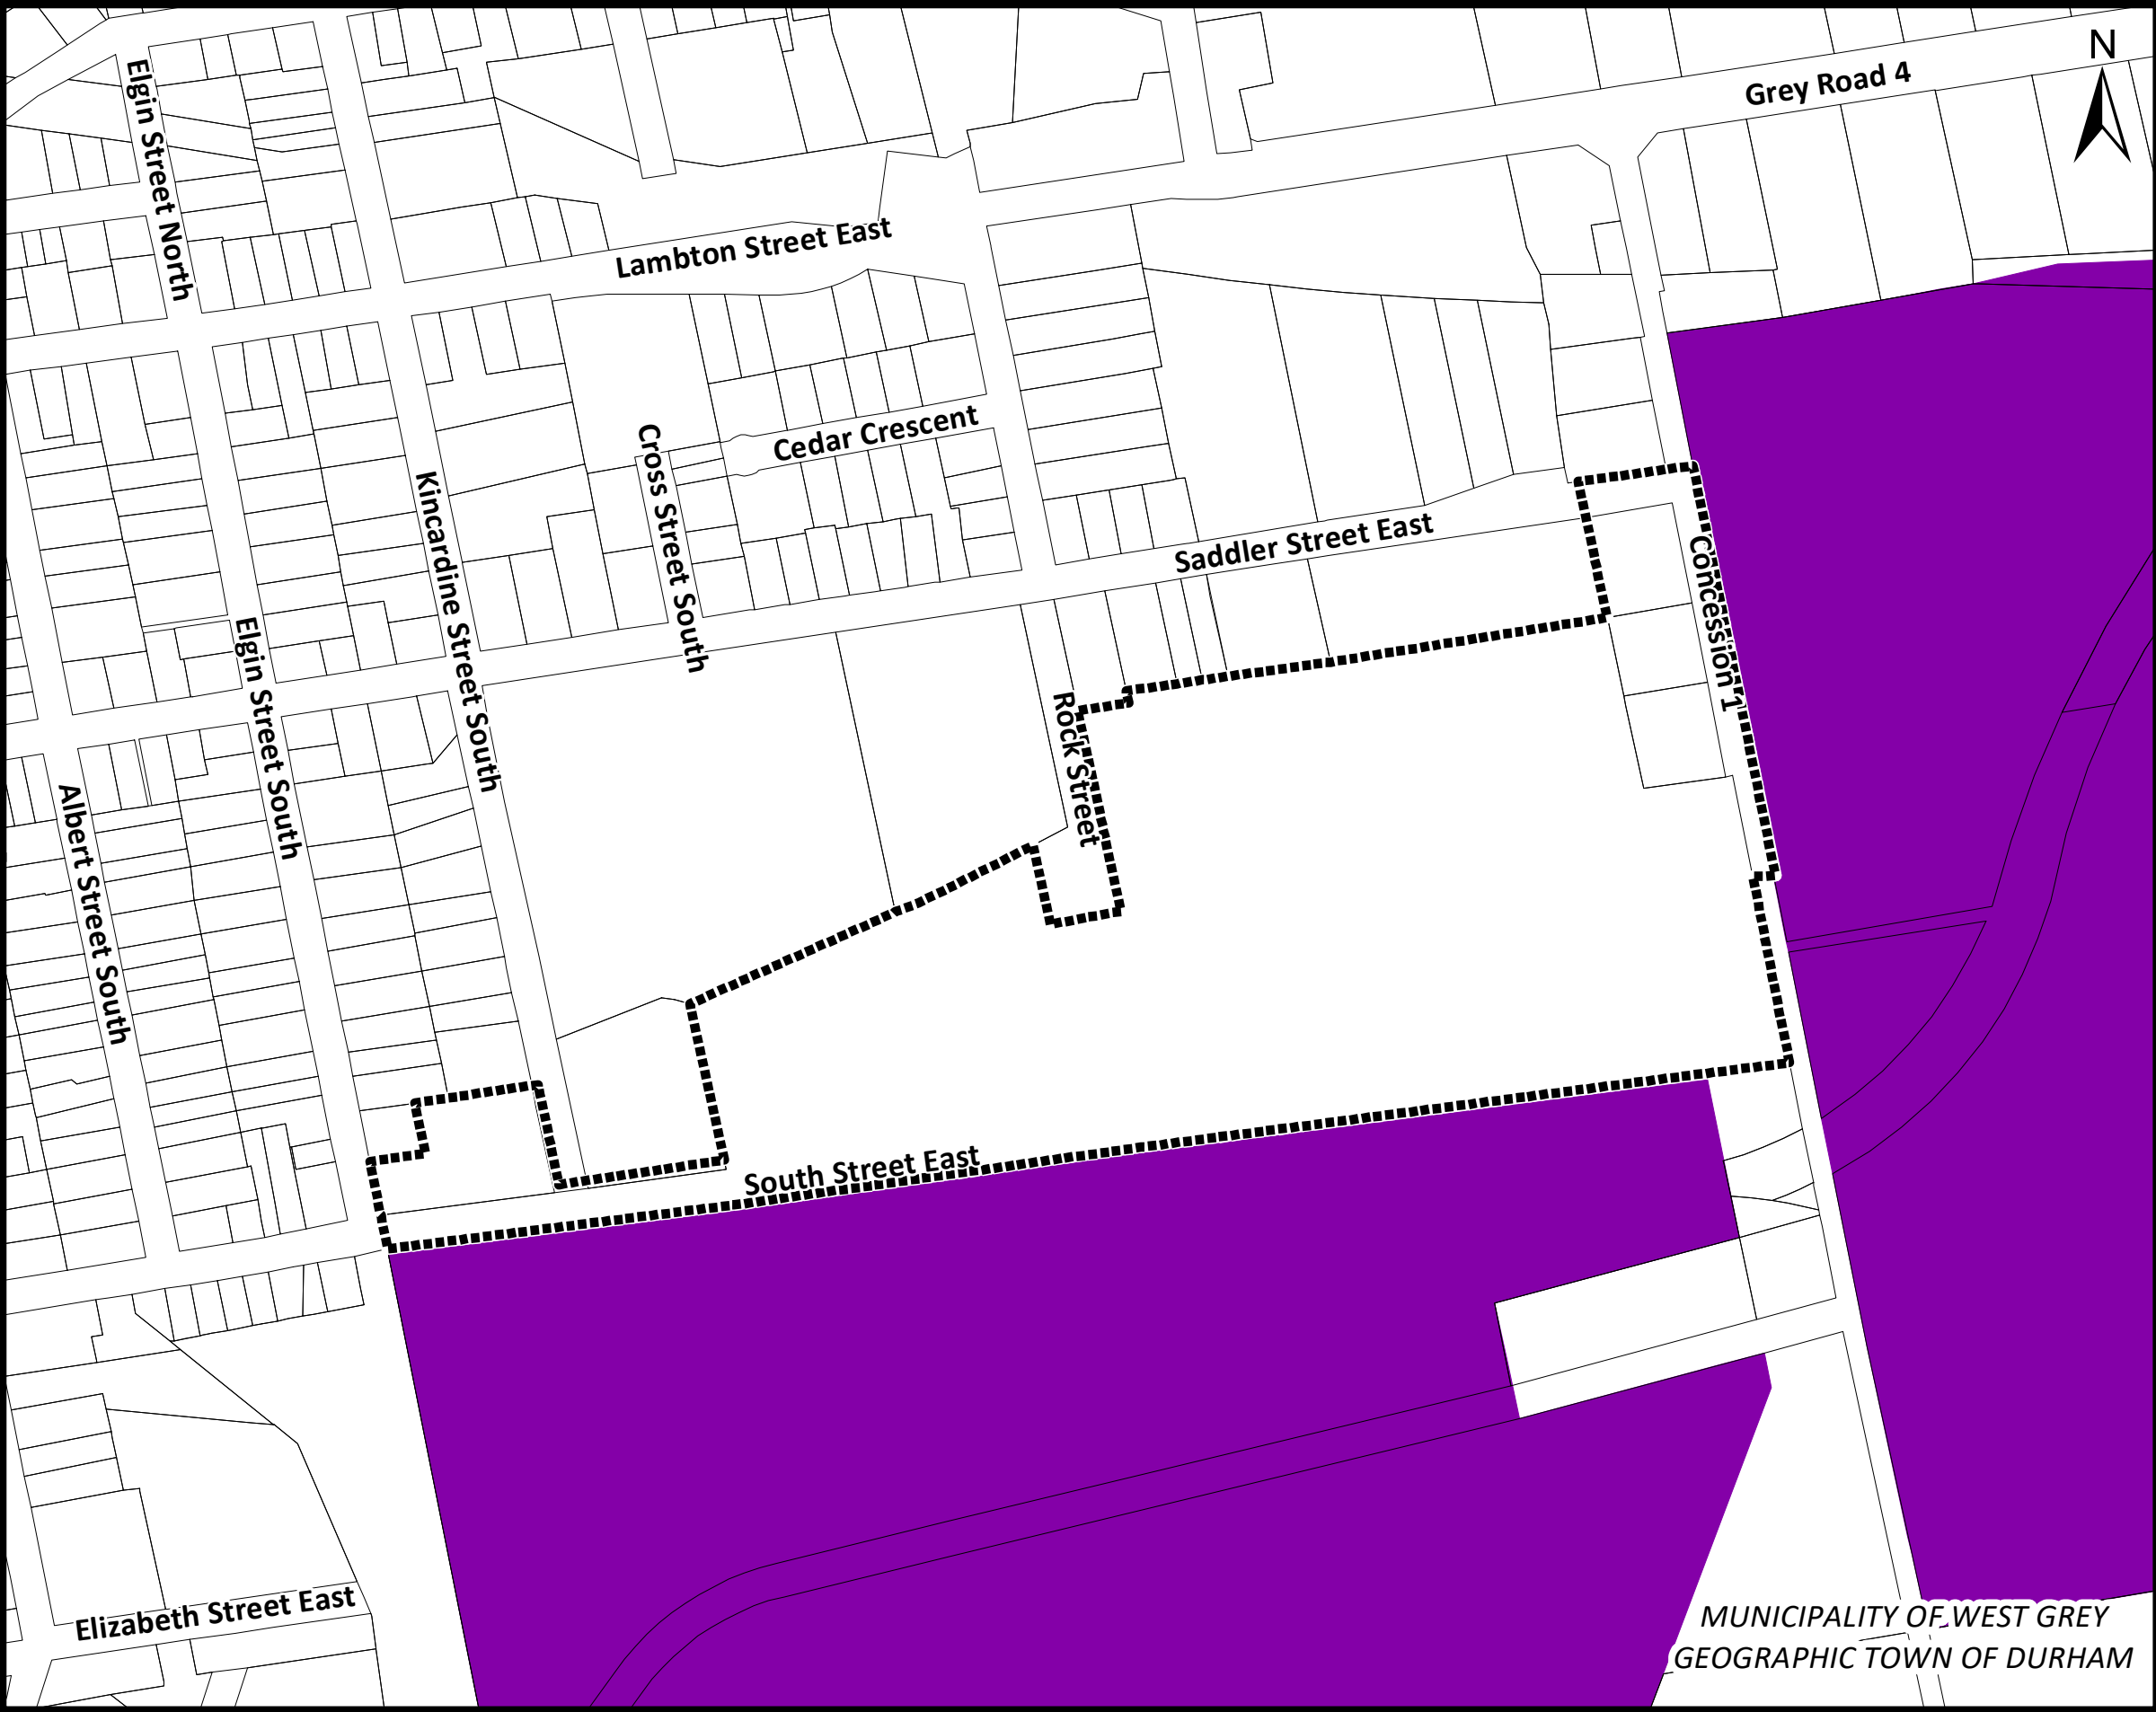 N
Grey Road 4
Elgin Street North
Lambton Street East
Cedar Crescent
Cross Street South
Kincardine Street South
Saddler Street East
Concession 1
Elgin Street South
Rock Street
Albert Street South
South Street East
Elizabeth Street East
MUNICIPALITY OF WEST GREY
GEOGRAPHIC TOWN OF DURHAM